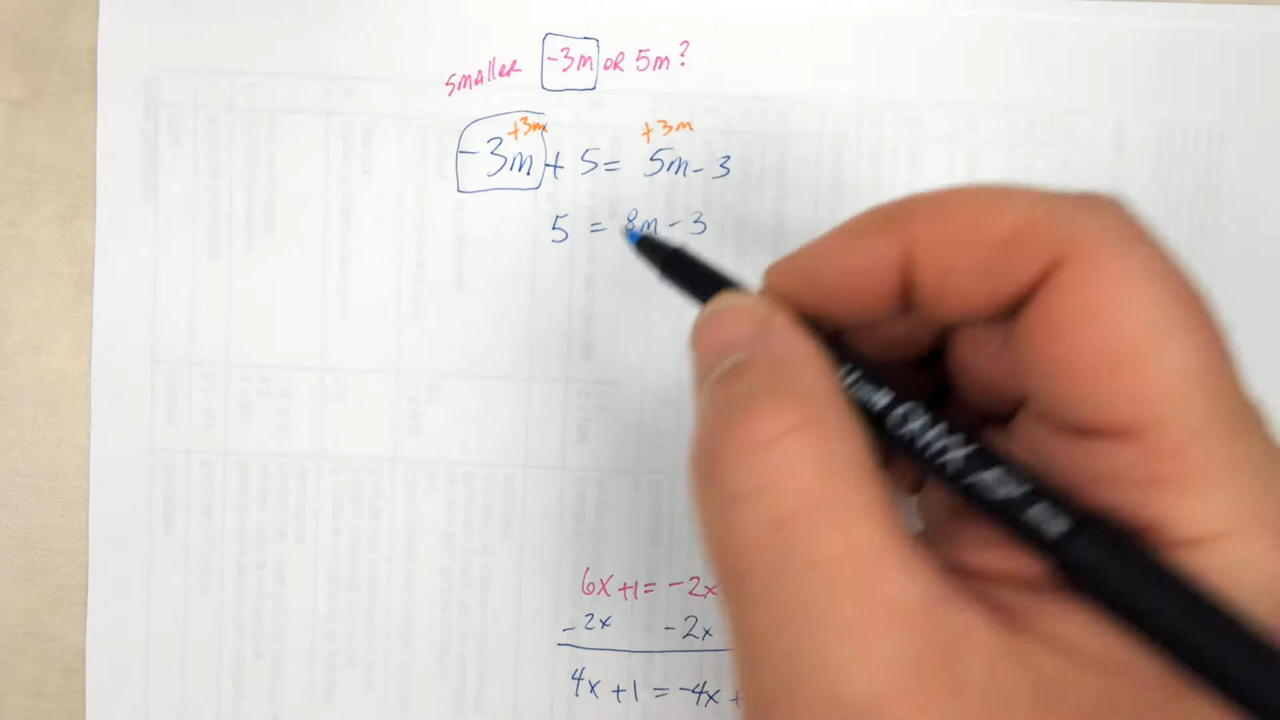 smaller -3m OR 5m?
+3m +3m
-3m + 5 = 5m - 3
5 = 8m - 3
6x + 1 = -2x
-2x -2x
4x + 1 = -4x +